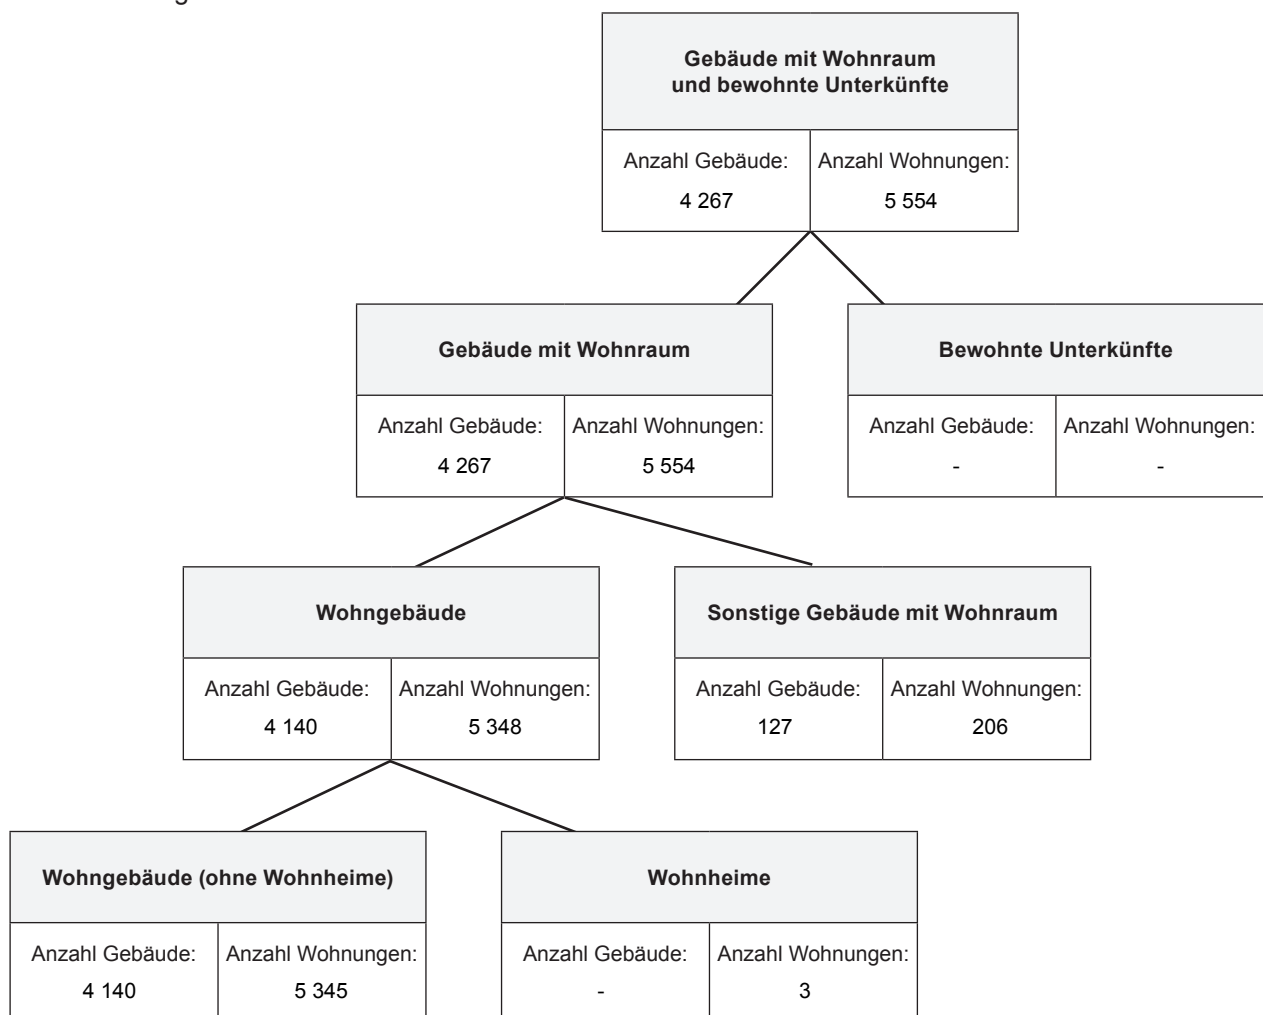 Gebäude mit Wohnraum
und bewohnte Unterkünfte
Anzahl Gebäude: Anzahl Wohnungen:
4 267 5 554
Gebäude mit Wohnraum
Anzahl Gebäude: Anzahl Wohnungen:
4 267 5 554
Bewohnte Unterkünfte
Anzahl Gebäude: Anzahl Wohnungen:
- -
Wohngebäude
Anzahl Gebäude: Anzahl Wohnungen:
4 140 5 348
Sonstige Gebäude mit Wohnraum
Anzahl Gebäude: Anzahl Wohnungen:
127 206
Wohngebäude (ohne Wohnheime)
Anzahl Gebäude: Anzahl Wohnungen:
4 140 5 345
Wohnheime
Anzahl Gebäude: Anzahl Wohnungen:
- 3